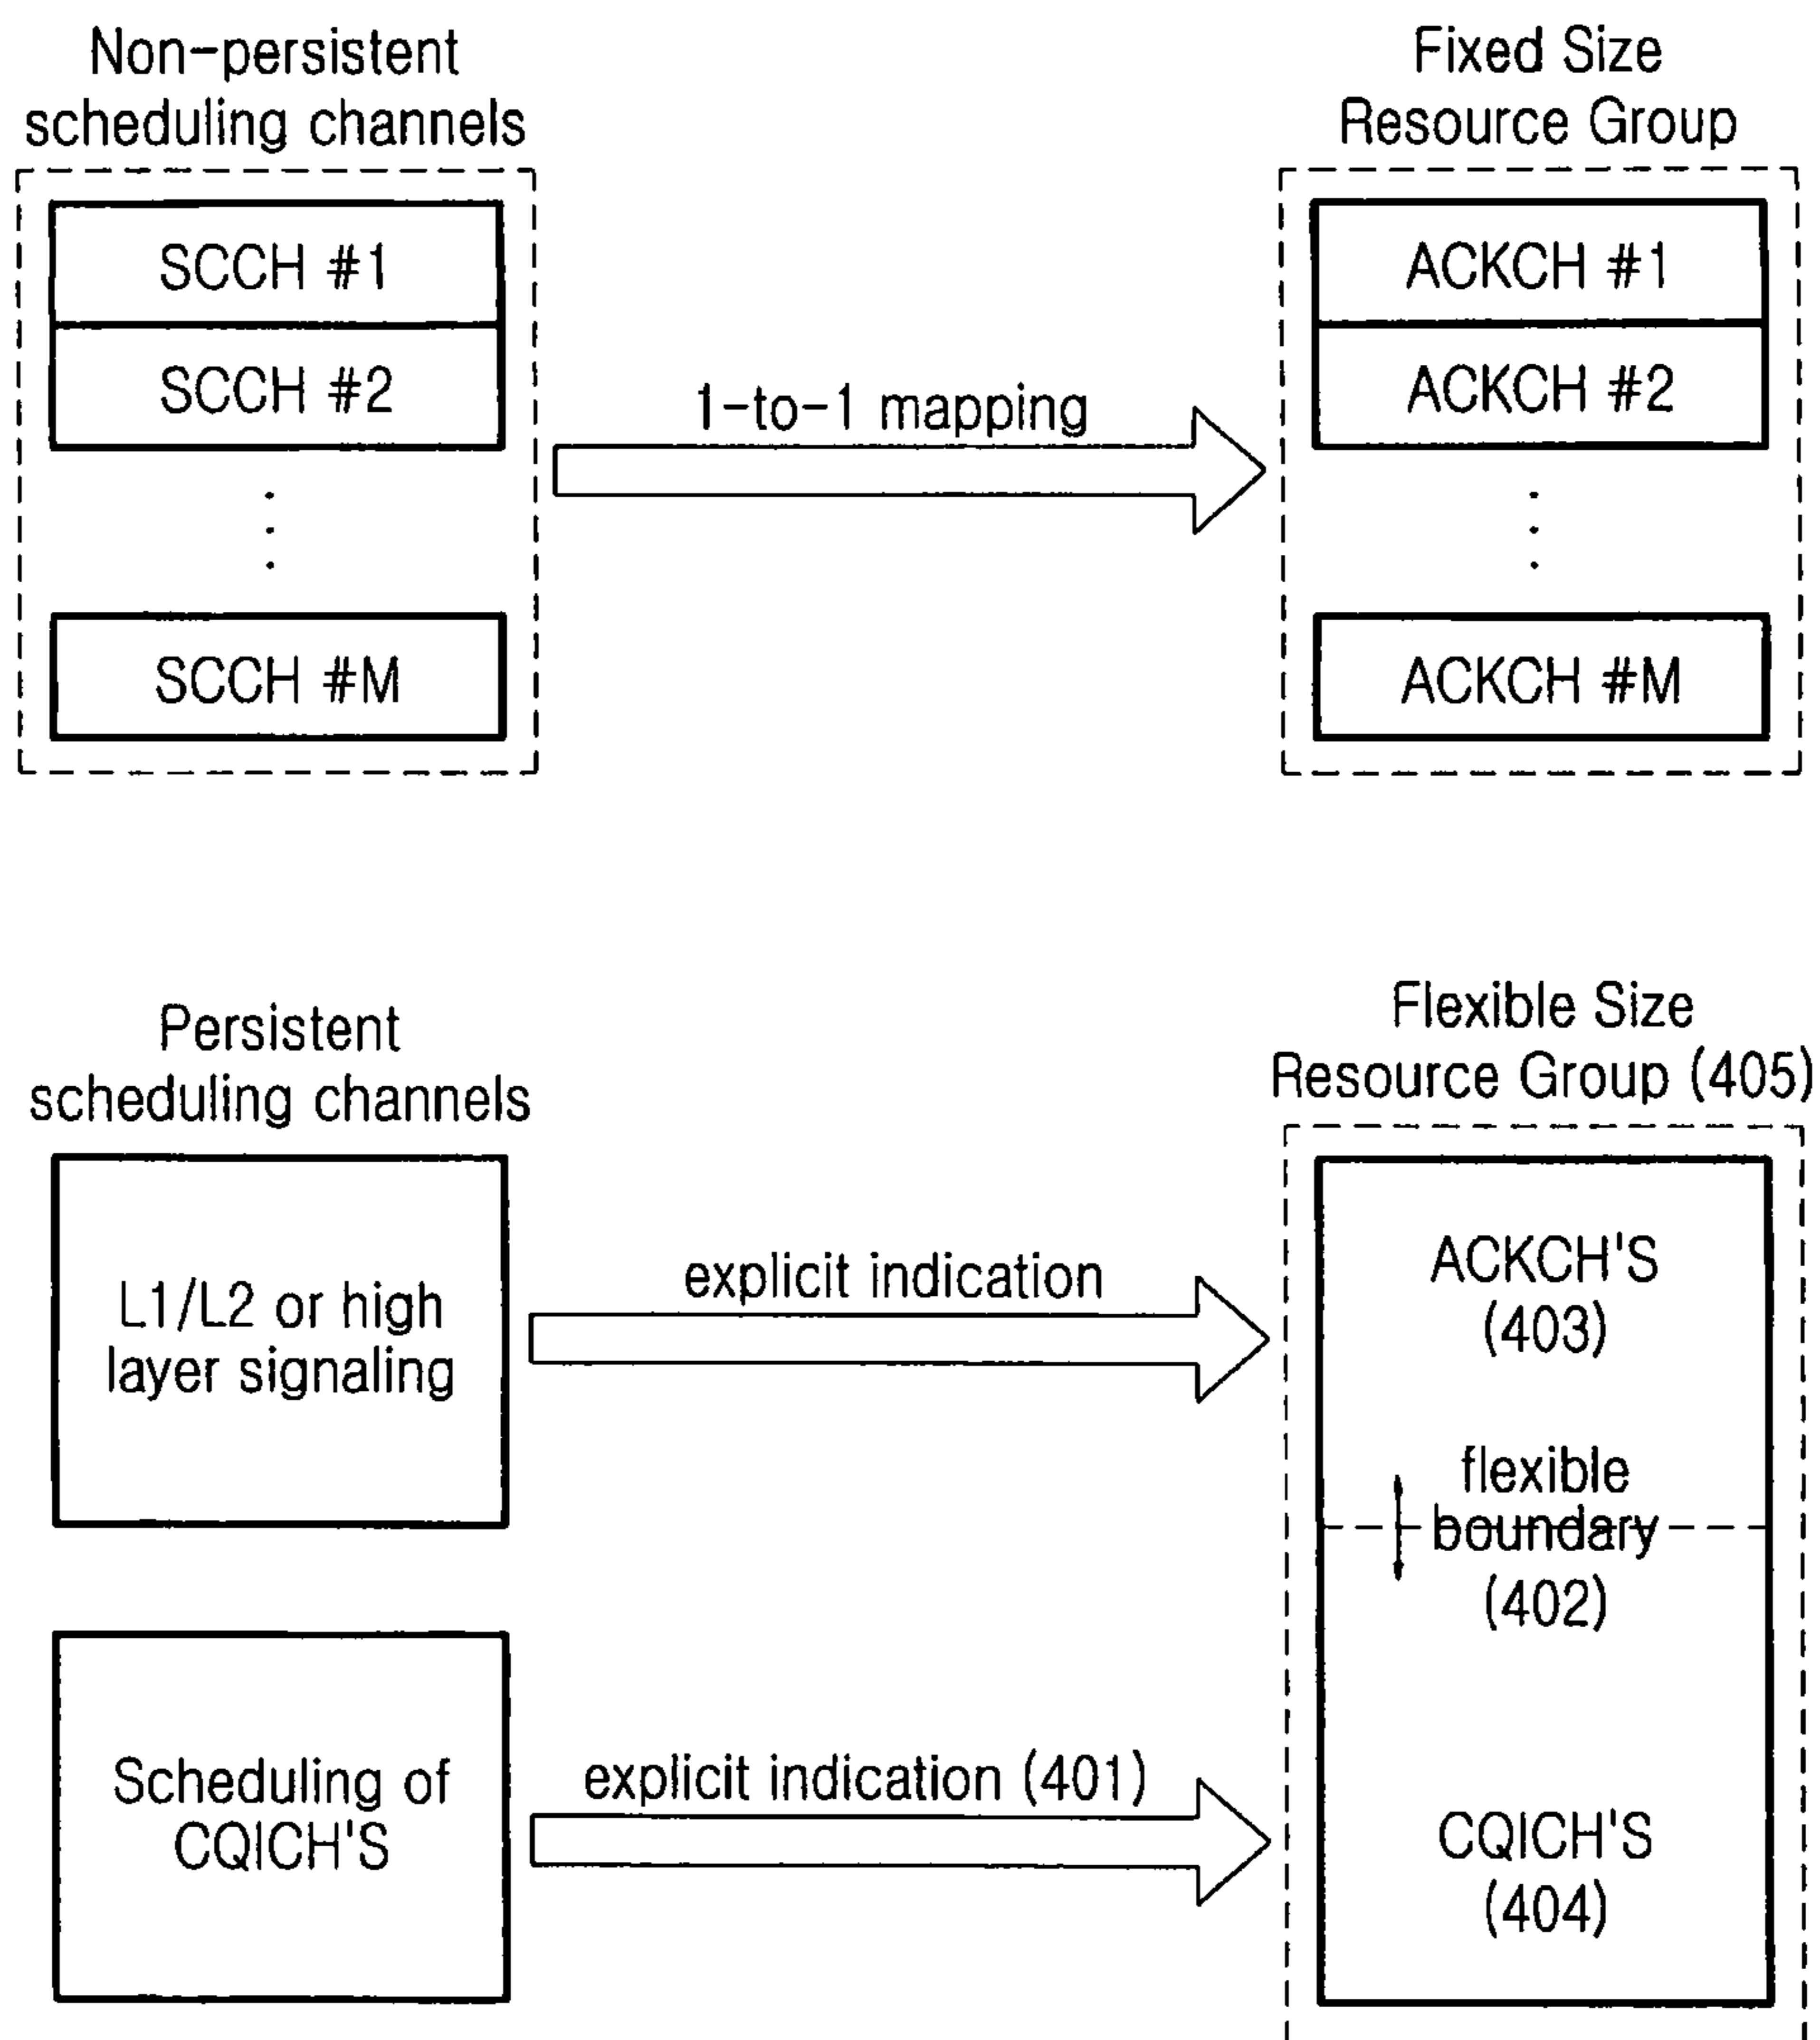 Non-persistent
scheduling channels
Fixed Size
Resource Group
SCCH #1
SCCH #2
SCCH #M
1-to-1 mapping
ACKCH #1
ACKCH #2
ACKCH #M
Persistent
scheduling channels
Flexible Size
Resource Group (405)
L1/L2 or high
layer signaling
explicit indication
ACKCH'S
(403)
flexible
boundary
(402)
Scheduling of
CQICH'S
explicit indication (401)
CQICH'S
(404)